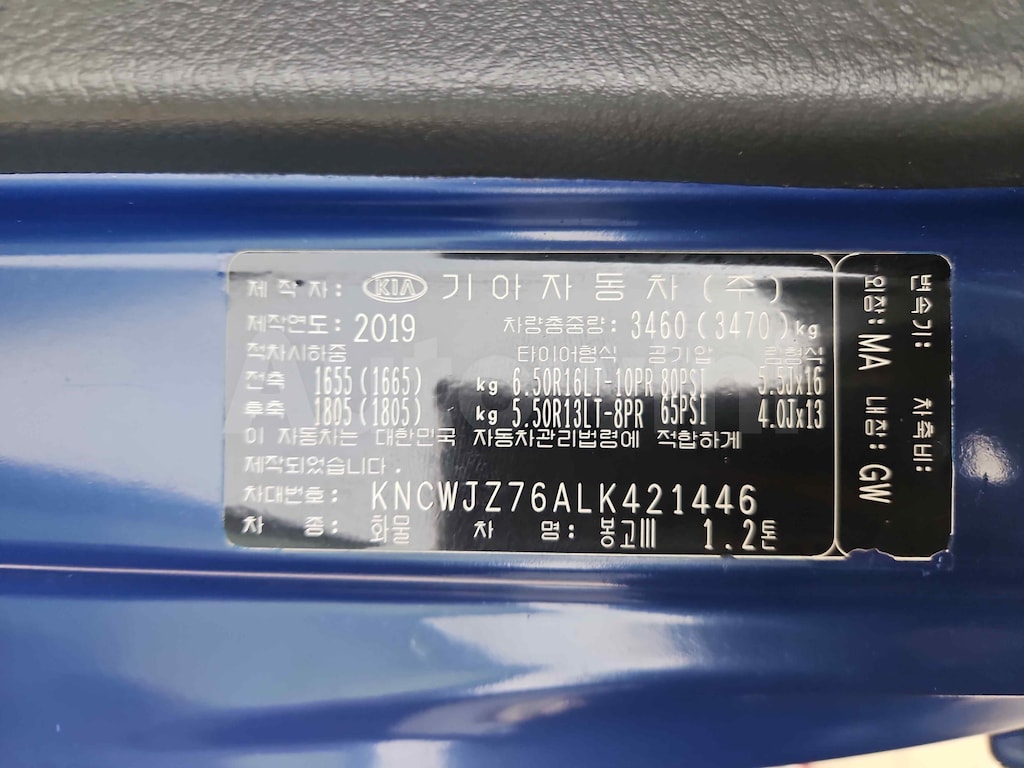 제작자: KIA 기아자동차(주)
제작연도: 2019 차량총중량: 3460(3470)kg
적차시하중 타이어형식 공기압 림형식
전축 1655(1665) kg 6.50R16LT-10PR 80PSI 5.5Jx16
후축 1805(1805) kg 5.50R13LT-8PR 65PSI 4.0Jx13
이 자동차는 대한민국 자동차관리법령에 적합하게
제작되었습니다.
차대번호: KNCWJZ76ALK421446
차 종: 화물 차 명: 봉고III 1.2톤
변속기: 차축비:
외장: MA 내장: GW